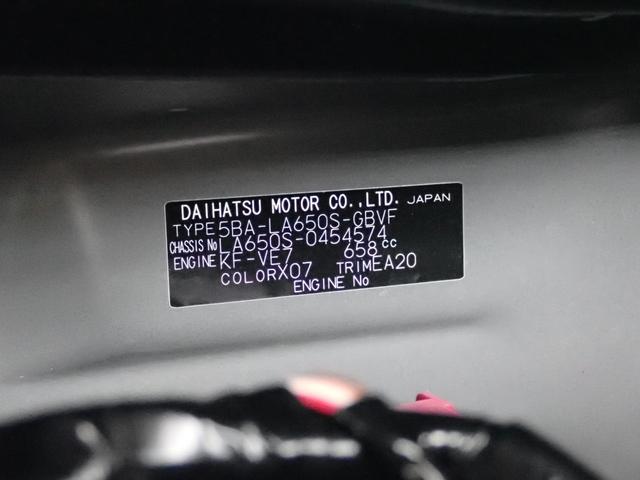 DAIHATSU MOTOR CO.,LTD. JAPAN
TYPE 5BA-LA650S-GBVF
CHASSIS No LA650S-0454574
ENGINE KF-VE7 658cc
COLOR X07 TRIM EA20
ENGINE No